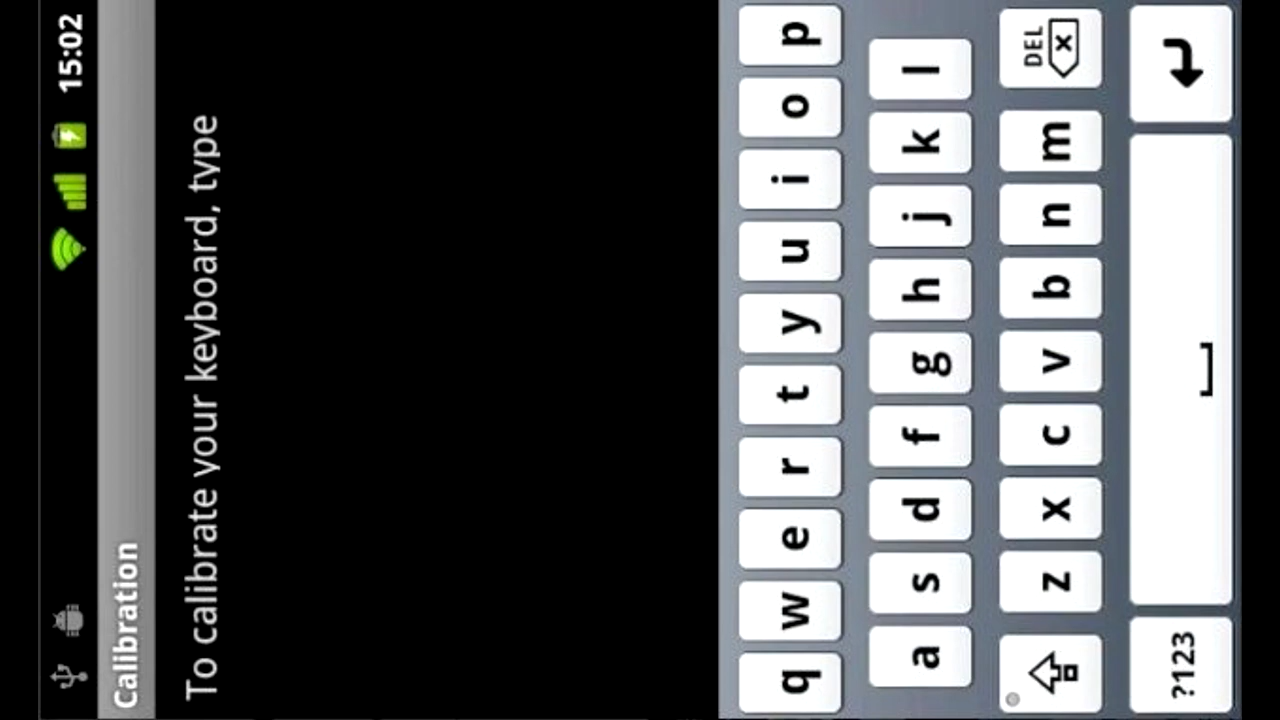 15:02
Calibration
To calibrate your keyboard, type
q w e r t y u i o p
a s d f g h j k l
z x c v b n m DEL
?123